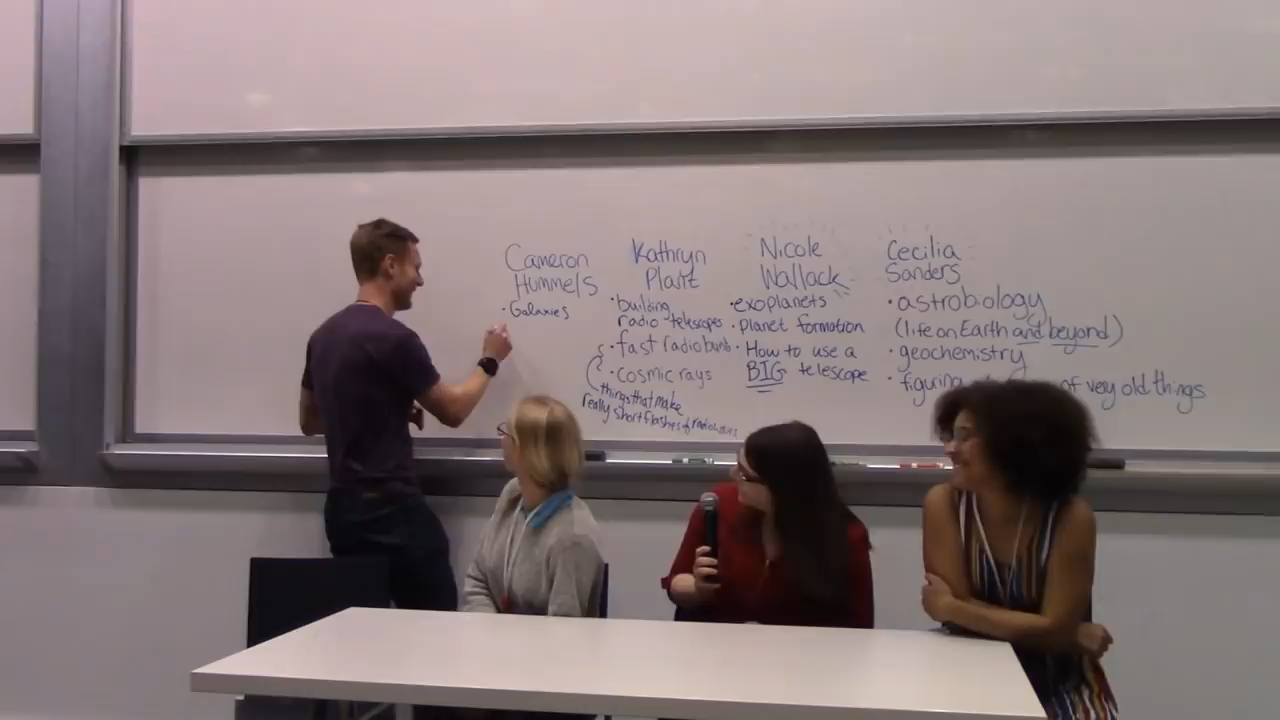 Cameron
Hummels
· Galaxies
Kathryn
Plant
· building
radio telescopes
· fast radio bursts
· cosmic rays
things that make
really short flashes of radio waves
Nicole
Wallack
· exoplanets
· planet formation
· How to use a
BIG telescope
Cecilia
Sanders
· astrobiology
(life on Earth and beyond)
· geochemistry
· figuring of very old things